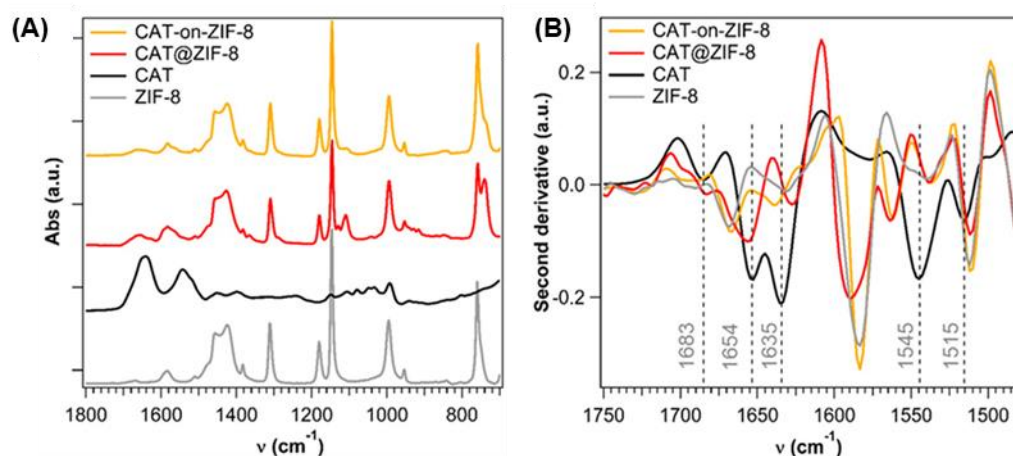 (A)
CAT-on-ZIF-8
CAT@ZIF-8
CAT
ZIF-8
Abs (a.u.)
1800 1600 1400 1200 1000 800
ν (cm-1)
(B)
CAT-on-ZIF-8
CAT@ZIF-8
CAT
ZIF-8
Second derivative (a.u.)
0.2
0.0
-0.2
1683
1654
1635
1545
1515
1750 1700 1650 1600 1550 1500
ν (cm-1)